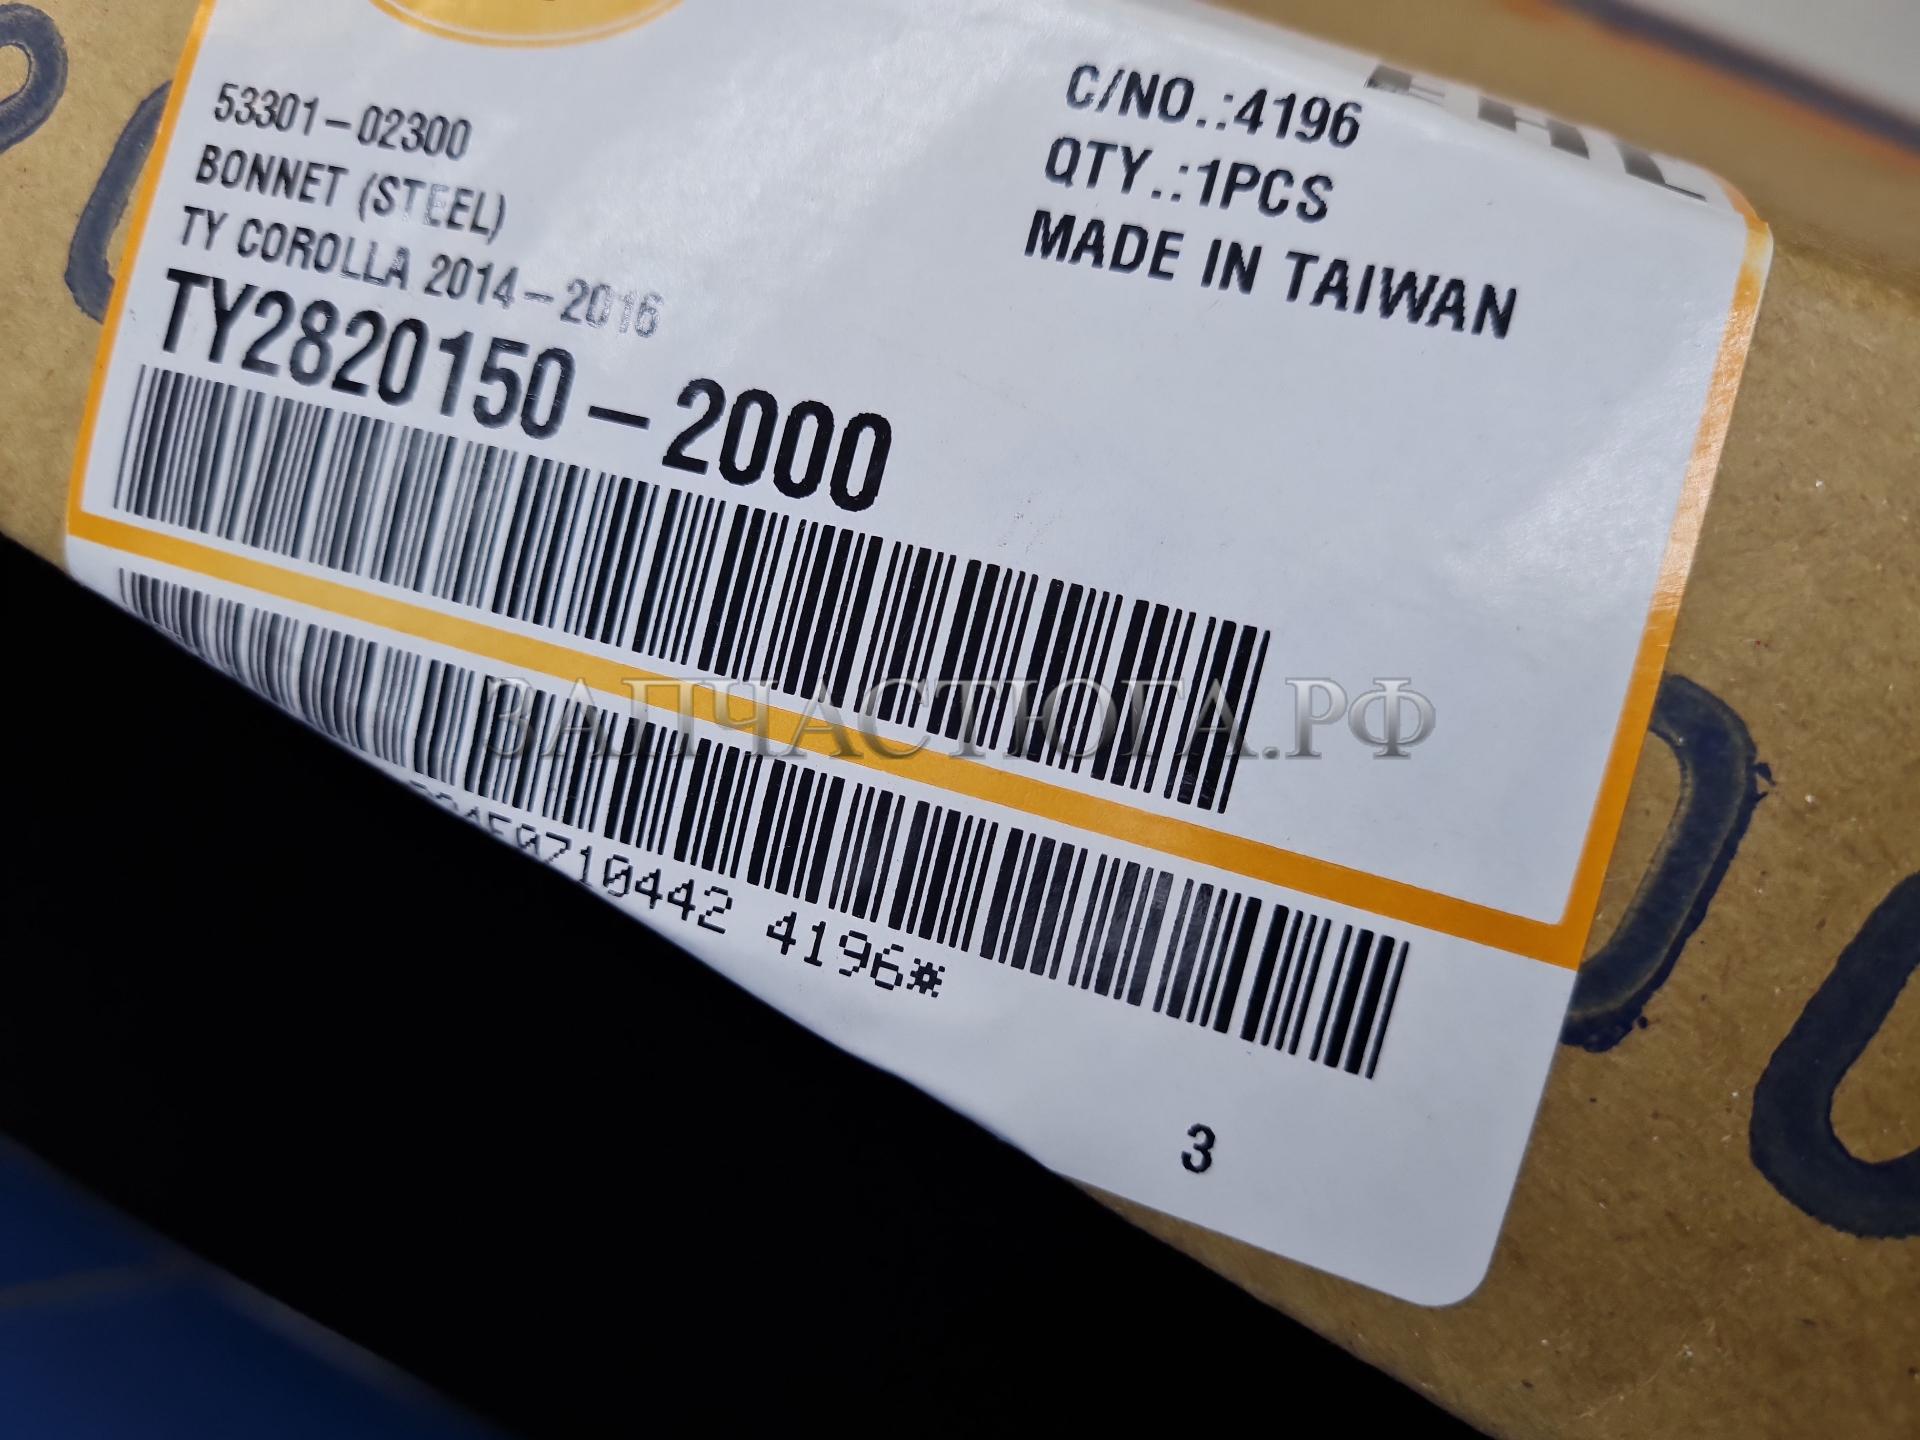 53301-02300
BONNET (STEEL)
TY COROLLA 2014-2016
TY2820150-2000
C/NO.:4196
QTY.:1PCS
MADE IN TAIWAN
ЗАПЧАСТЮГА.РФ
4196*
3